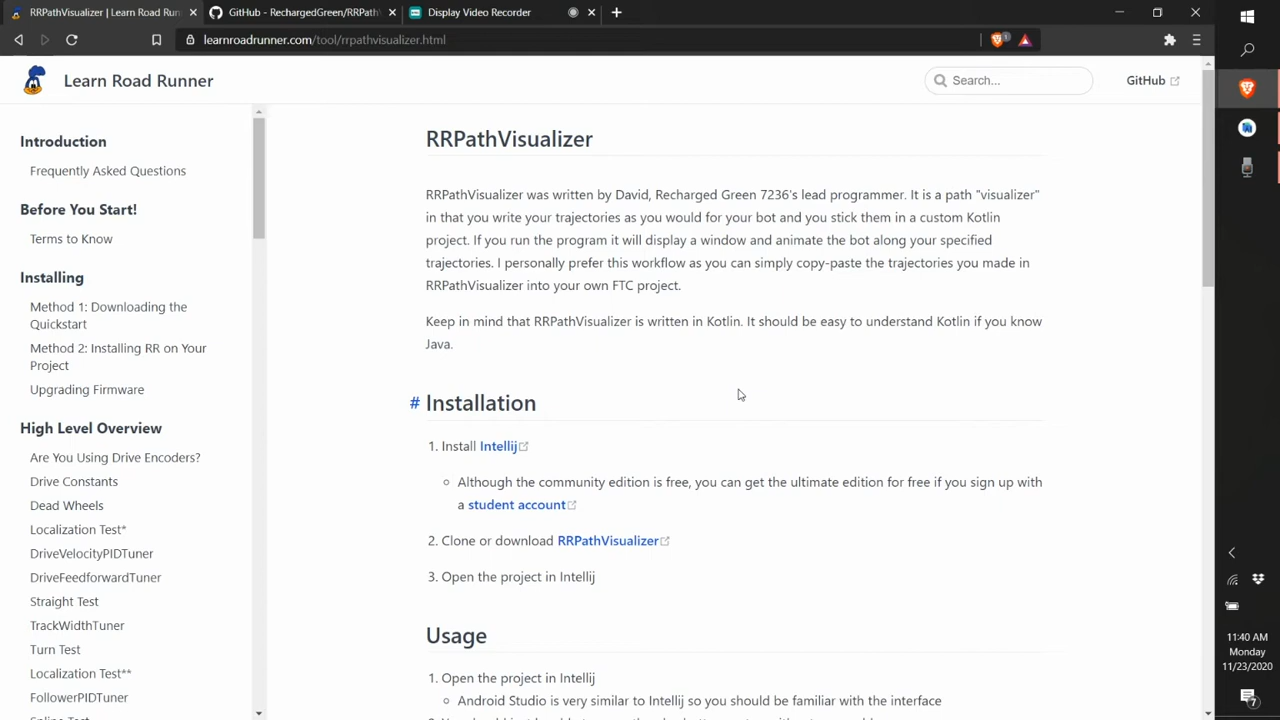 RRPathVisualizer | Learn Road Run
GitHub - RechargedGreen/RRPath
Display Video Recorder
learnroadrunner.com/tool/rrpathvisualizer.html
1
Learn Road Runner
Search...
GitHub
Introduction
Frequently Asked Questions
Before You Start!
Terms to Know
Installing
Method 1: Downloading the
Quickstart
Method 2: Installing RR on Your
Project
Upgrading Firmware
High Level Overview
Are You Using Drive Encoders?
Drive Constants
Dead Wheels
Localization Test*
DriveVelocityPIDTuner
DriveFeedforwardTuner
Straight Test
TrackWidthTuner
Turn Test
Localization Test**
FollowerPIDTuner
RRPathVisualizer
RRPathVisualizer was written by David, Recharged Green 7236's lead programmer. It is a path "visualizer"
in that you write your trajectories as you would for your bot and you stick them in a custom Kotlin
project. If you run the program it will display a window and animate the bot along your specified
trajectories. I personally prefer this workflow as you can simply copy-paste the trajectories you made in
RRPathVisualizer into your own FTC project.
Keep in mind that RRPathVisualizer is written in Kotlin. It should be easy to understand Kotlin if you know
Java.
# Installation
1. Install Intellij
Although the community edition is free, you can get the ultimate edition for free if you sign up with
a student account
2. Clone or download RRPathVisualizer
3. Open the project in Intellij
Usage
1. Open the project in Intellij
Android Studio is very similar to Intellij so you should be familiar with the interface
11:40 AM
Monday
11/23/2020
7